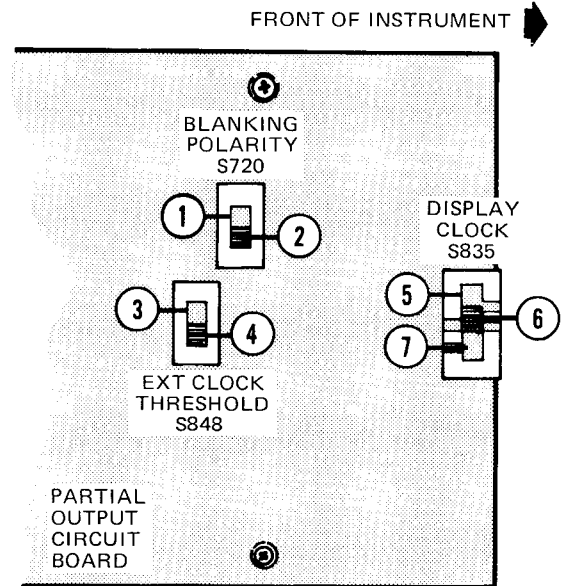 FRONT OF INSTRUMENT
BLANKING
POLARITY
S720
1
2
DISPLAY
CLOCK
S835
3
4
5
6
7
EXT CLOCK
THRESHOLD
S848
PARTIAL
OUTPUT
CIRCUIT
BOARD